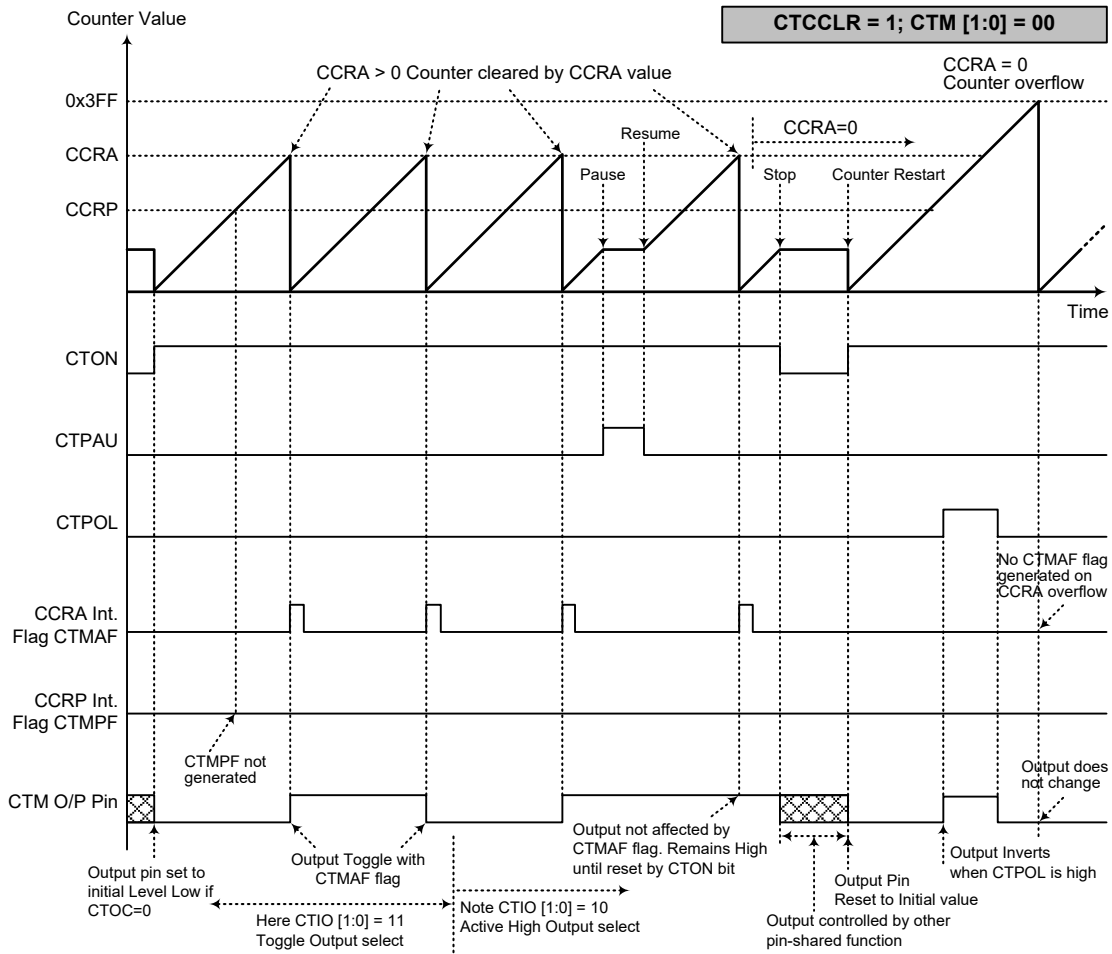 Counter Value
CTCCLR = 1; CTM [1:0] = 00
CCRA > 0 Counter cleared by CCRA value
CCRA = 0
Counter overflow
0x3FF
Resume
CCRA=0
CCRA
Pause
Stop
Counter Restart
CCRP
Time
CTON
CTPAU
CTPOL
No CTMAF flag
generated on
CCRA overflow
CCRA Int.
Flag CTMAF
CCRP Int.
Flag CTMPF
CTMPF not
generated
Output does
not change
CTM O/P Pin
Output pin set to
initial Level Low if
CTOC=0
Output Toggle with
CTMAF flag
Output not affected by
CTMAF flag. Remains High
until reset by CTON bit
Output Inverts
when CTPOL is high
Output Pin
Reset to Initial value
Here CTIO [1:0] = 11
Toggle Output select
Note CTIO [1:0] = 10
Active High Output select
Output controlled by other
pin-shared function